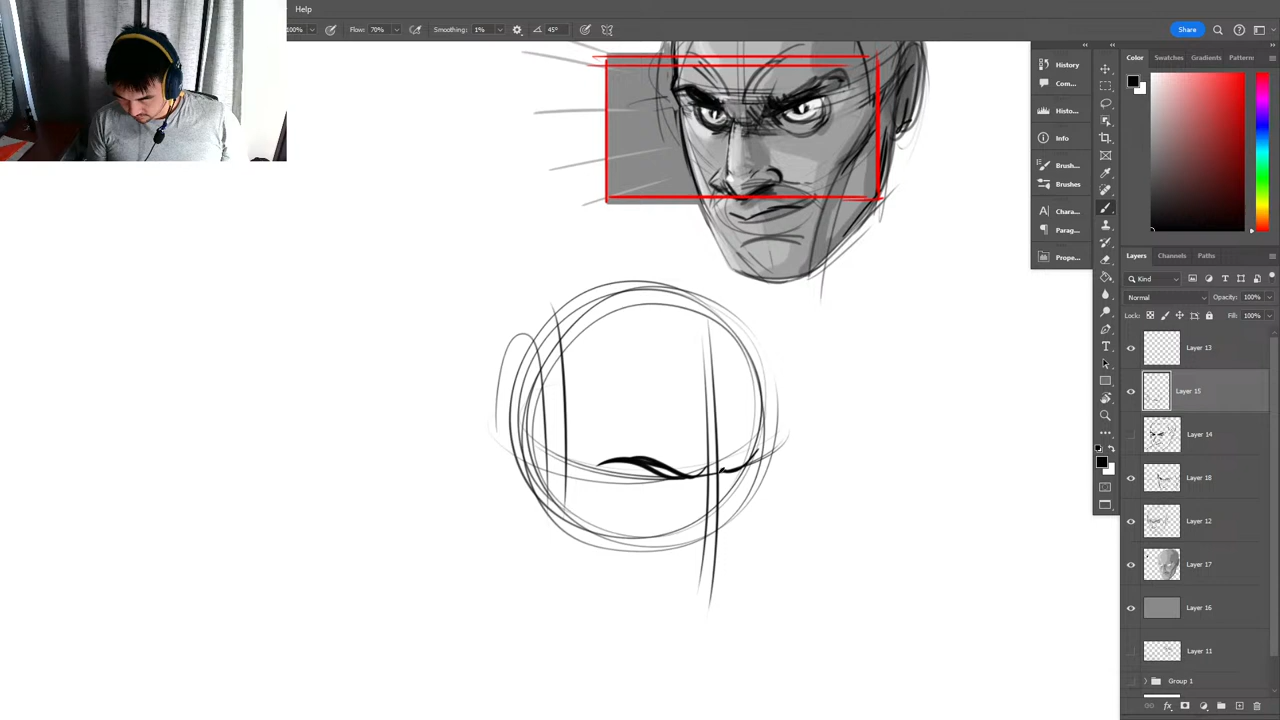 Help
100% Flow: 70% Smoothing: 1% 45° Share
History
Com...
Histo...
Info
Brush...
Brushes
Chara...
Parag...
Prope...
Color Swatches Gradients Pattern
Layers Channels Paths
Kind
Normal Opacity: 100%
Lock: Fill: 100%
Layer 13
Layer 15
Layer 14
Layer 18
Layer 12
Layer 17
Layer 16
Layer 11
Group 1